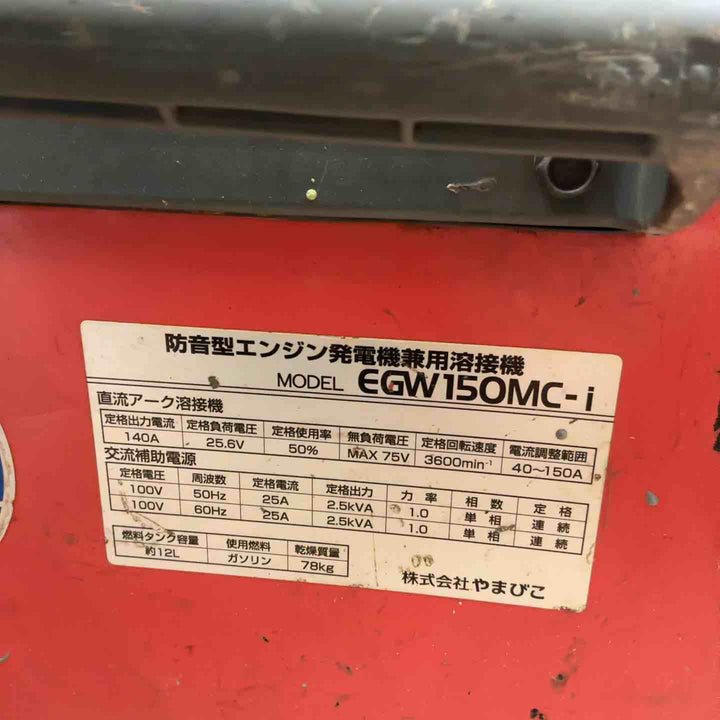 防音型エンジン発電機兼用溶接機
MODEL EGW150MC-i
直流アーク溶接機
定格出力電流 定格負荷電圧 定格使用率 無負荷電圧 定格回転速度 電流調整範囲
140A 25.6V 50% MAX 75V 3600min⁻¹ 40～150A
交流補助電源
定格電圧 周波数 定格電流 定格出力 力 率 相 数 定 格
100V 50Hz 25A 2.5kVA 1.0 単 相 連 続
100V 60Hz 25A 2.5kVA 1.0 単 相 連 続
燃料タンク容量 使用燃料 乾燥質量
約12L ガソリン 78kg
株式会社やまびこ